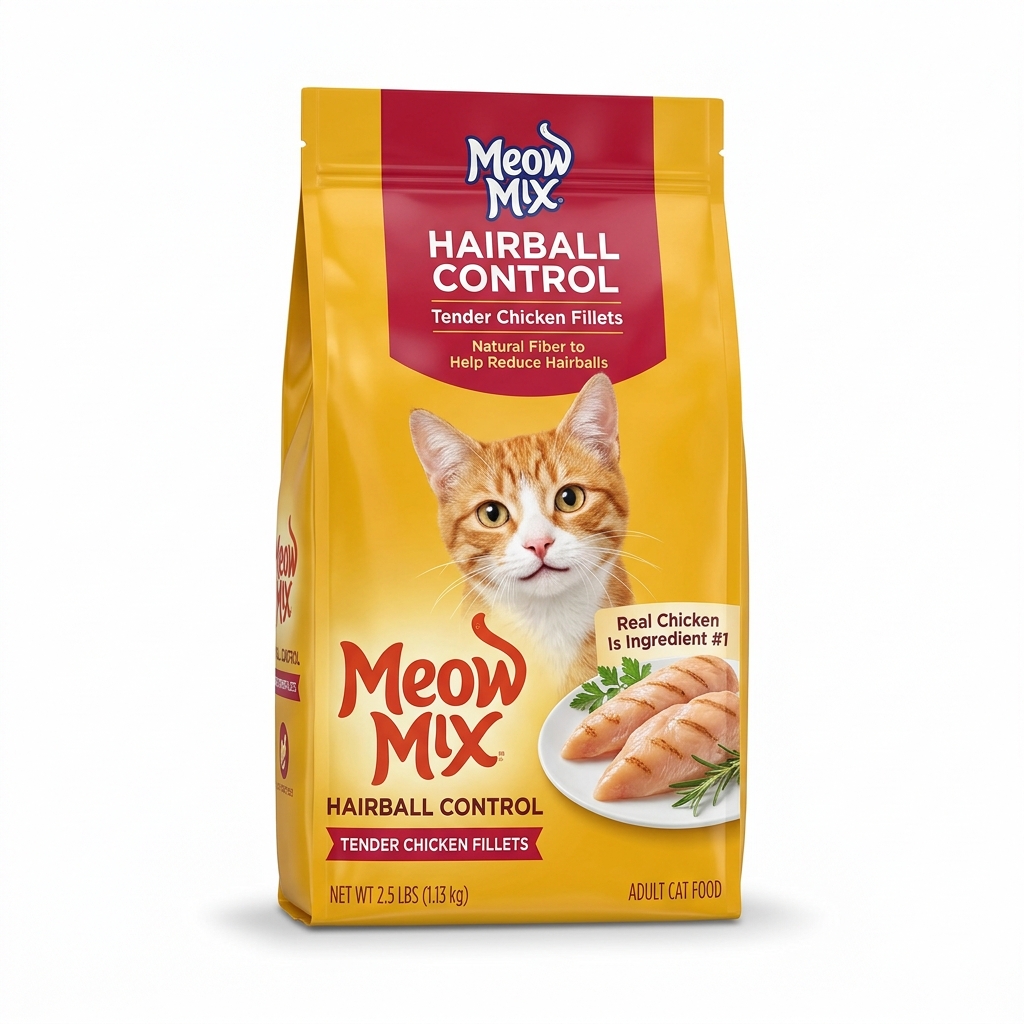 Meow
Mix
HAIRBALL
CONTROL
Tender Chicken Fillets
Natural Fiber to
Help Reduce Hairballs
Real Chicken
Is Ingredient #1
Meow
Mix
HAIRBALL CONTROL
TENDER CHICKEN FILLETS
NET WT 2.5 LBS (1.13 kg)
ADULT CAT FOOD